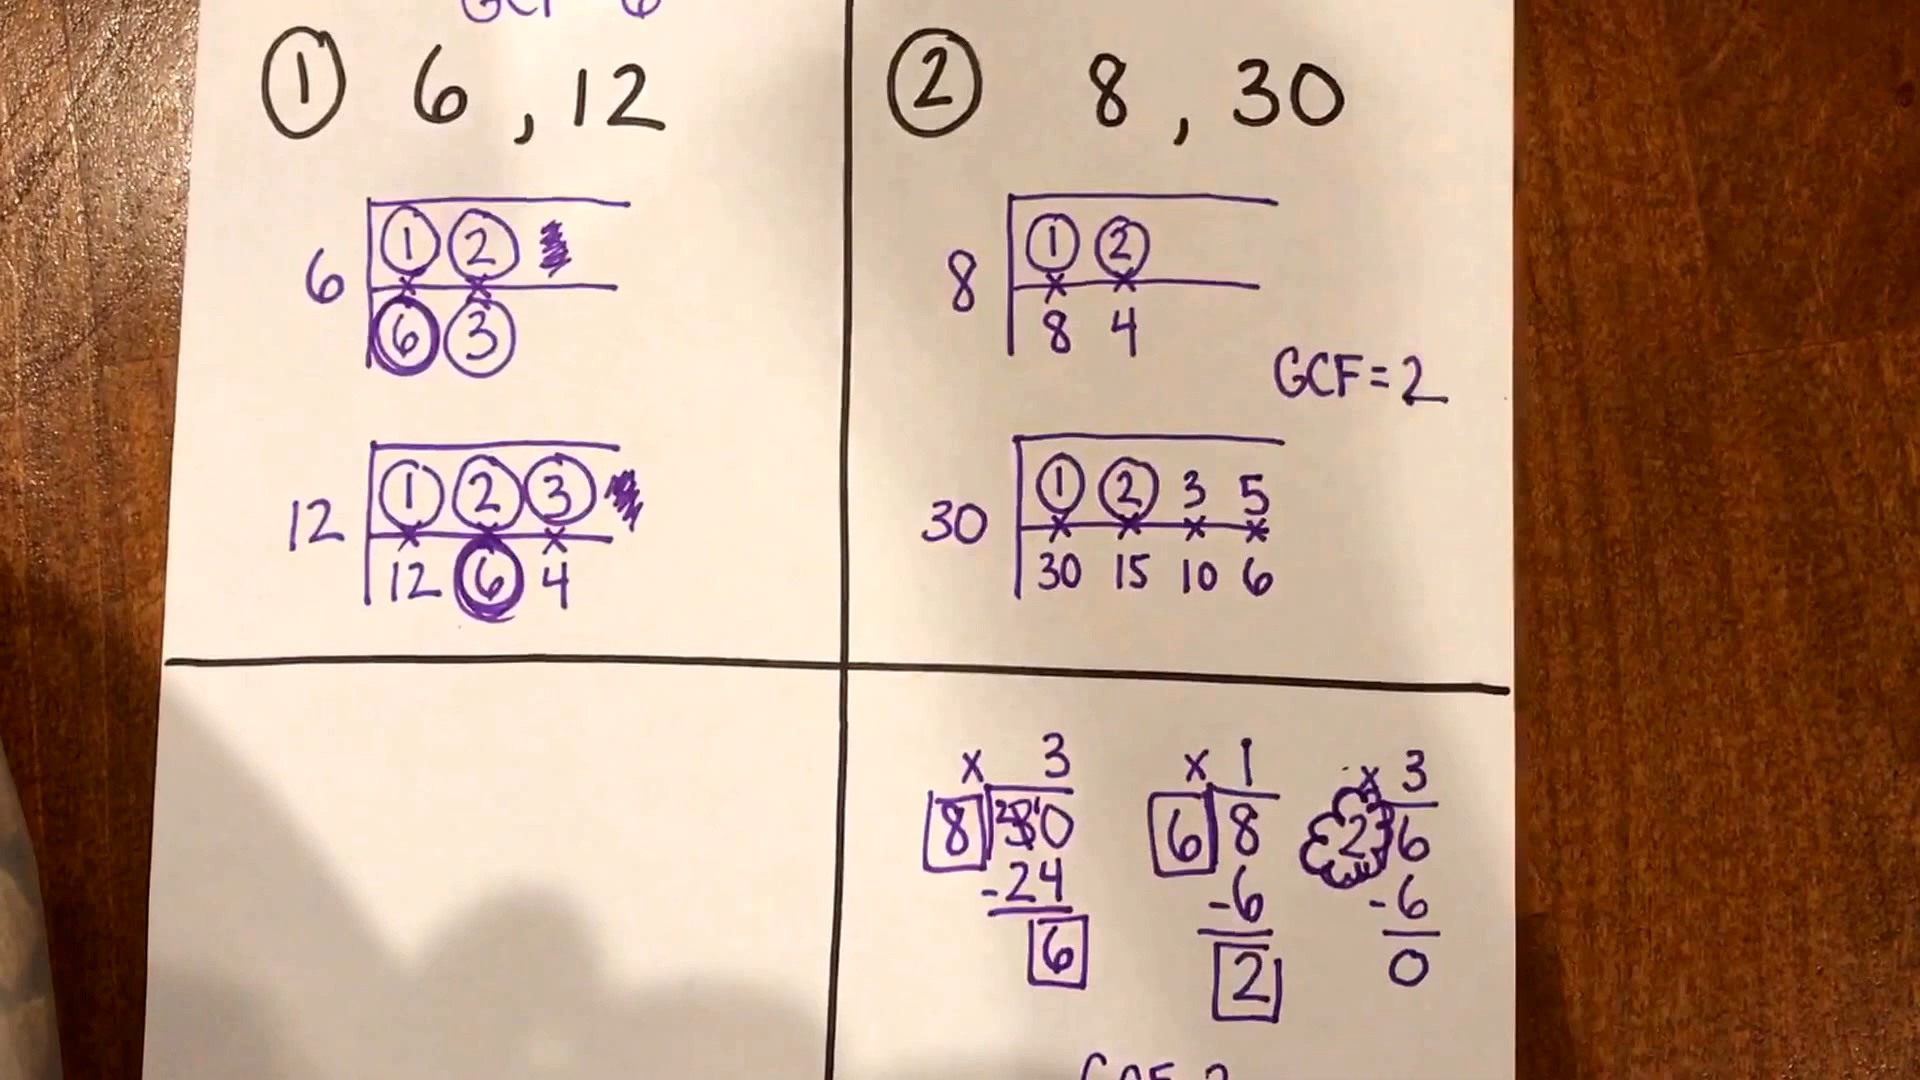 GCF 6
① 6, 12
6
① ②
× ×
⑥ ③
12
① ② ③
× × ×
12 ⑥ 4
② 8, 30
8
① ②
× ×
8 4
GCF=2
30
① ② 3 5
× × × ×
30 15 10 6
× 3
8 30
-24
6
× 1
6 8
-6
2
× 3
2 6
-6
0